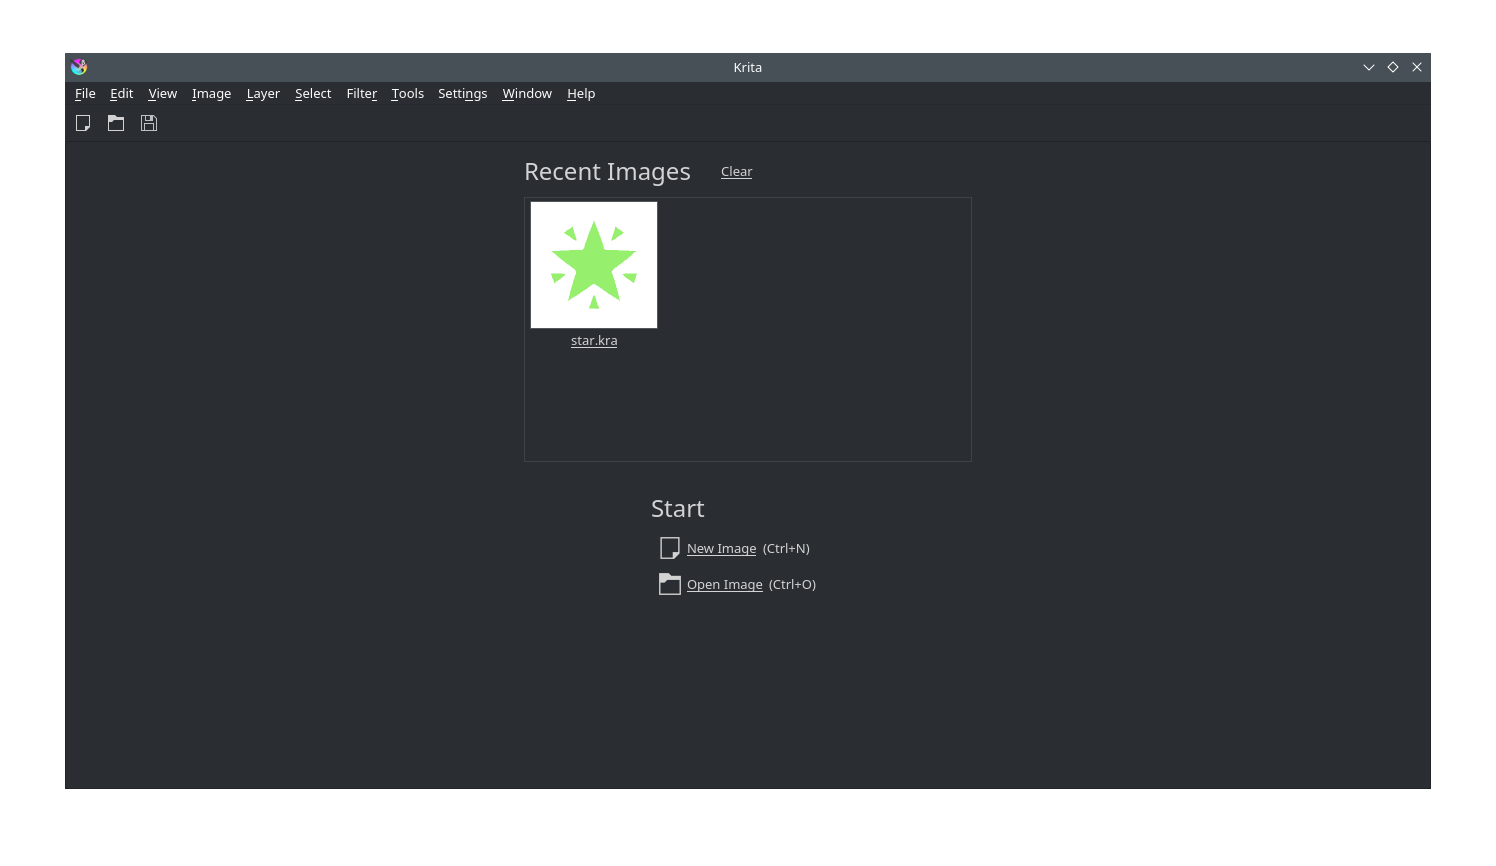 Krita
File Edit View Image Layer Select Filter Tools Settings Window Help
Recent Images Clear
star.kra
Start
New Image (Ctrl+N)
Open Image (Ctrl+O)